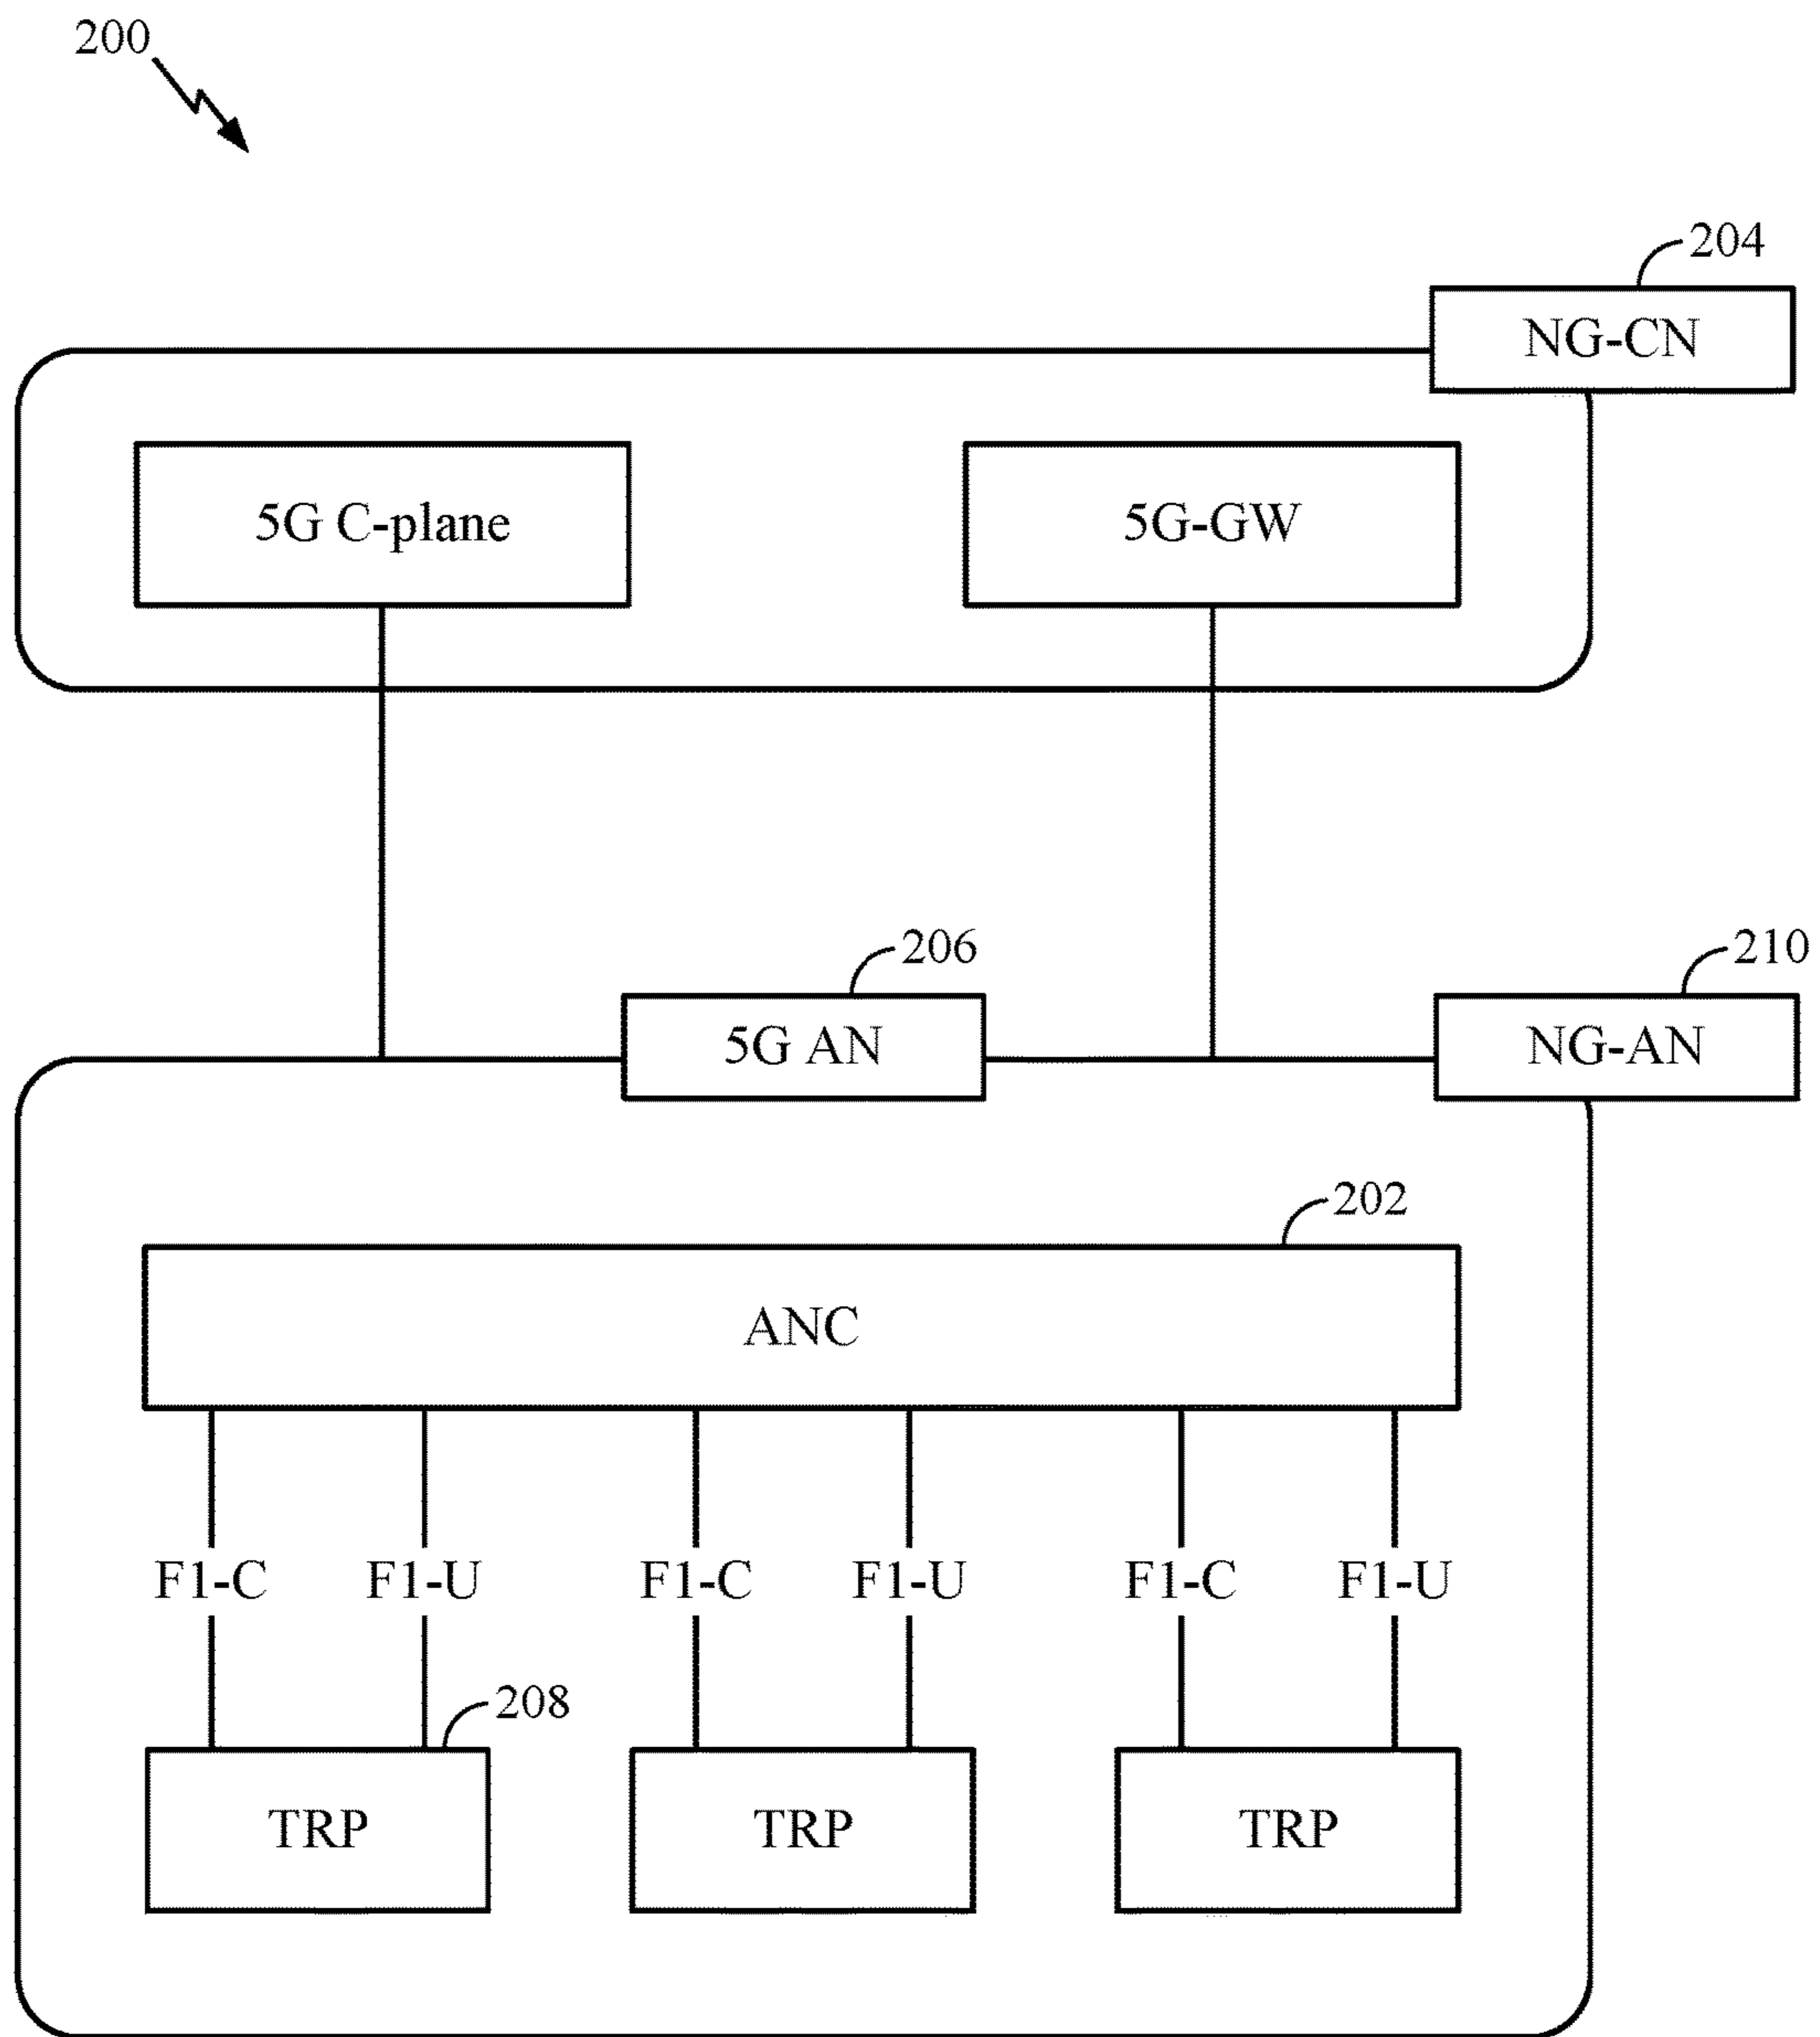 200
204
NG-CN
5G C-plane
5G-GW
206
210
5G AN
NG-AN
202
ANC
F1-C
F1-U
F1-C
F1-U
F1-C
F1-U
208
TRP
TRP
TRP